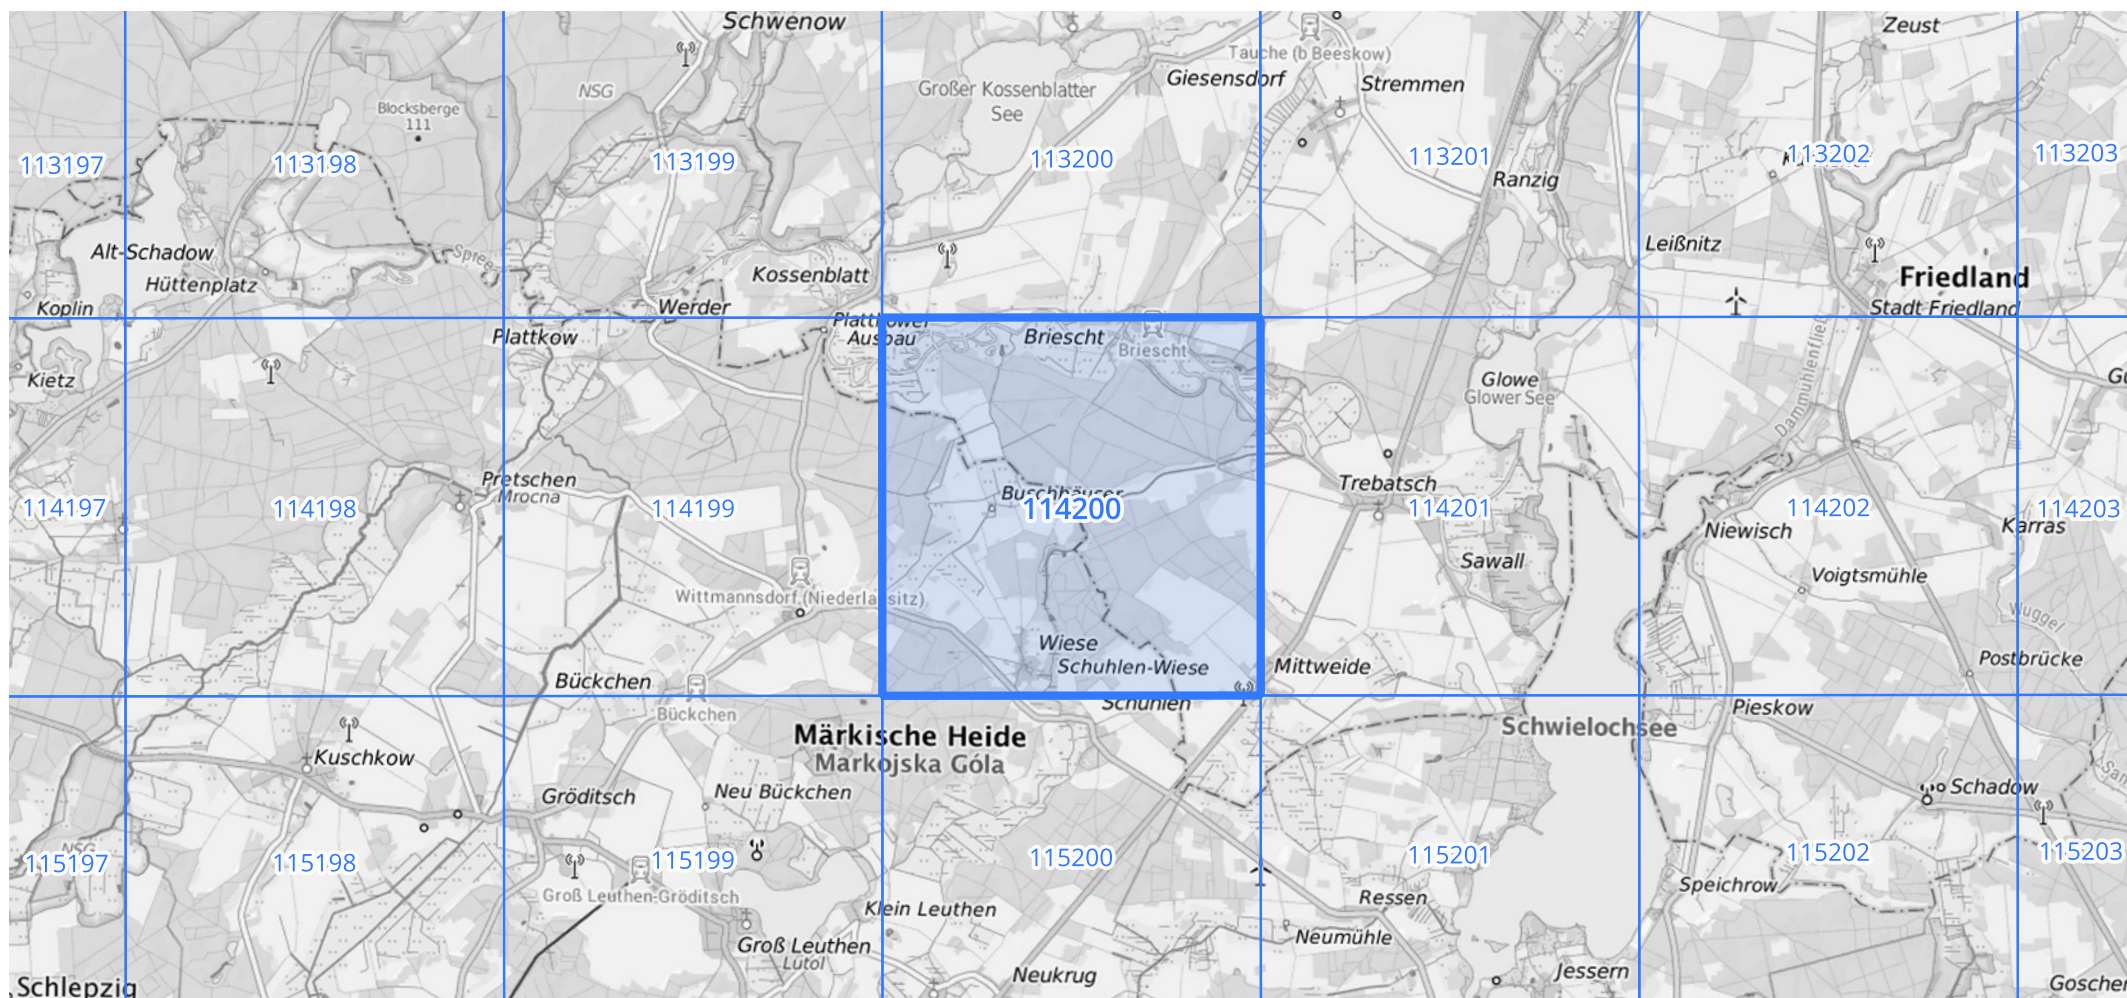 Schwenow
Zeust
Tauche (b Beeskow)
Giesensdorf
Stremmen
NSG
Großer Kossenblatter
See
Blocksberge
111
113197
113198
113199
113200
113201
113202
113203
Ranzig
Leißnitz
Alt-Schadow
Hüttenplatz
Spree
Kossenblatt
Friedland
Stadt Friedland
Koplin
Werder
Plattkow
Plattkower
Ausbau
Briescht
Briescht
Kietz
Glowe
Glower See
Dammühlenfließ
Pretschen
Mrocna
Buschhäuser
Trebatsch
114197
114198
114199
114200
114201
114202
114203
Niewisch
Karras
Sawall
Voigtsmühle
Wittmannsdorf (Niederlausitz)
Wuggel
Wiese
Schuhlen-Wiese
Mittweide
Postbrücke
Bückchen
Bückchen
Schuhlen
Pieskow
Schwielochsee
Märkische Heide
Markojska Góla
Kuschkow
Neu Bückchen
Gröditsch
Schadow
NSG
115197
115198
115199
115200
115201
115202
115203
Groß Leuthen-Gröditsch
Klein Leuthen
Ressen
Speichrow
Neumühle
Groß Leuthen
Lutol
Neukrug
Jessern
Schlepzig
Gosche